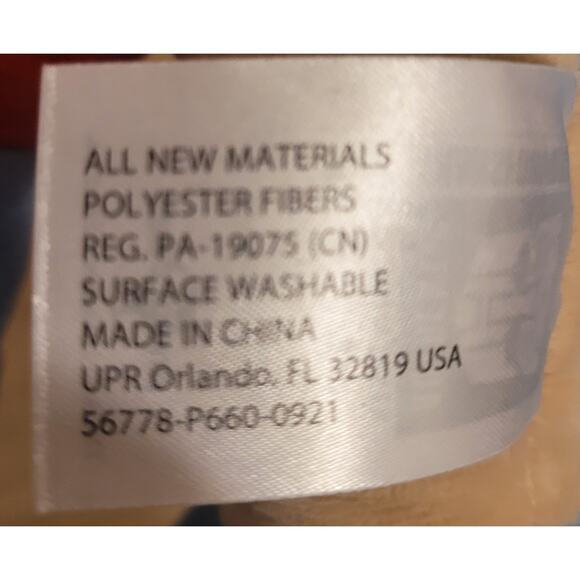 ALL NEW MATERIALS
POLYESTER FIBERS
REG. PA-19075 (CN)
SURFACE WASHABLE
MADE IN CHINA
UPR Orlando, FL 32819 USA
56778-P660-0921